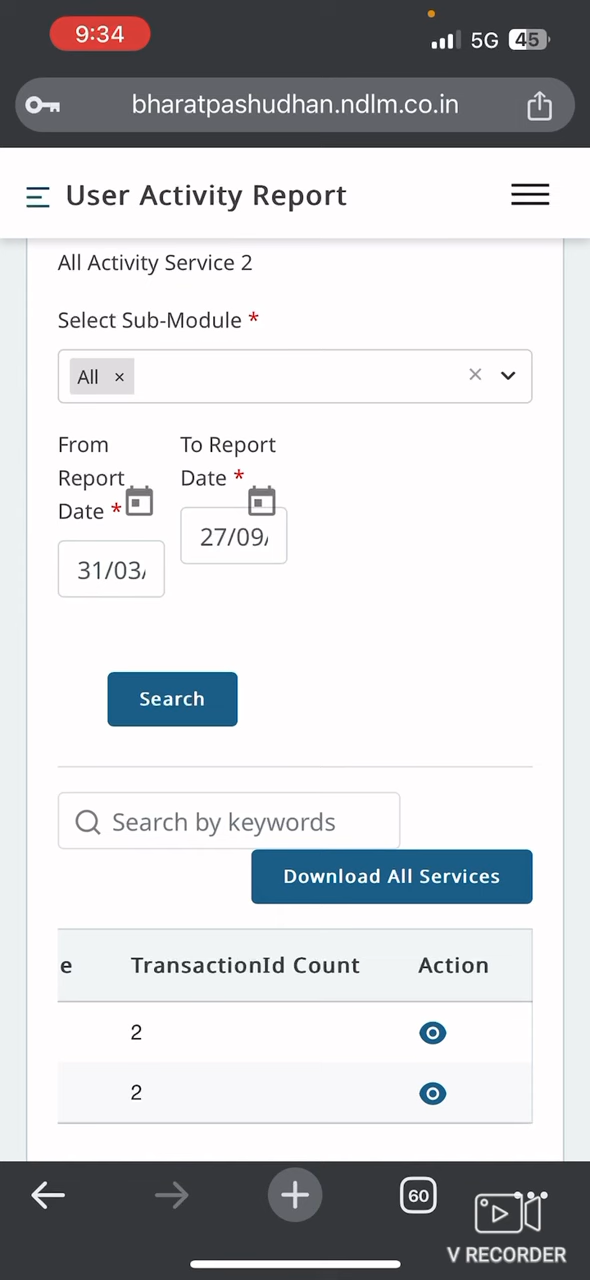 9:34
5G 45
bharatpashudhan.ndlm.co.in
User Activity Report
All Activity Service 2
Select Sub-Module *
All ×
From Report Date *
To Report Date *
27/09/
31/03/
Search
Search by keywords
Download All Services
e TransactionId Count Action
2
2
60
V RECORDER